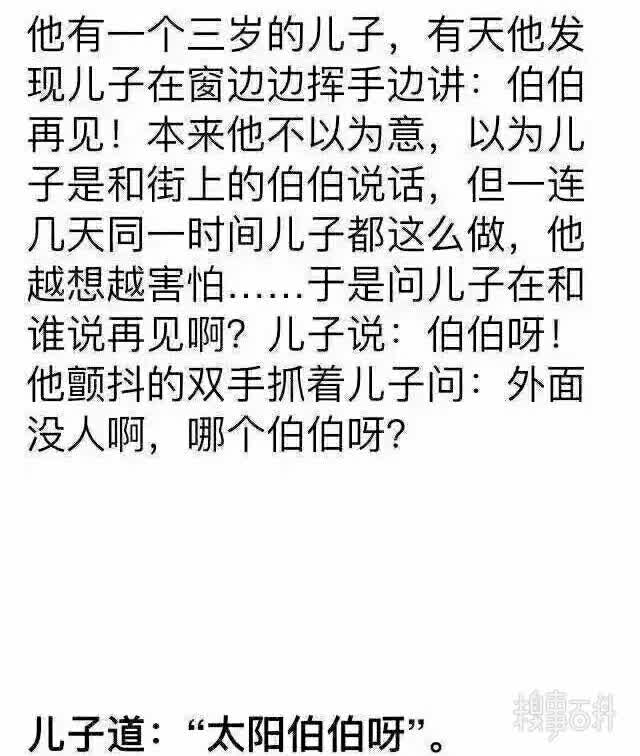 他有一个三岁的儿子，有天他发
现儿子在窗边边挥手边讲：伯伯
再见！本来他不以为意，以为儿
子是和街上的伯伯说话，但一连
几天同一时间儿子都这么做，他
越想越害怕……于是问儿子在和
谁说再见啊？儿子说：伯伯呀！
他颤抖的双手抓着儿子问：外面
没人啊，哪个伯伯呀？
儿子道：“太阳伯伯呀”。
糗事百科